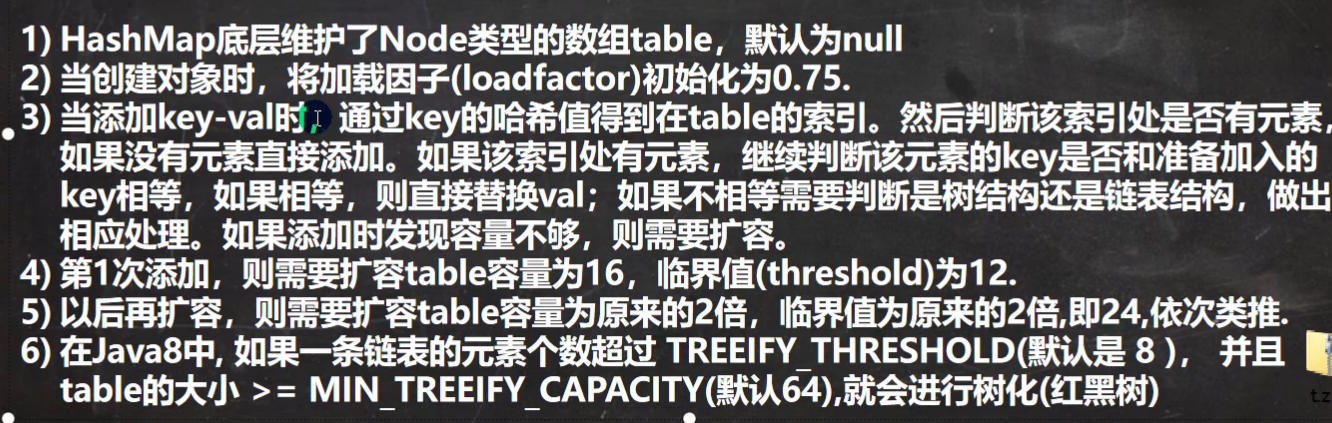 1) HashMap底层维护了Node类型的数组table，默认为null
2) 当创建对象时，将加载因子(loadfactor)初始化为0.75.
3) 当添加key-val时，通过key的哈希值得到在table的索引。然后判断该索引处是否有元素，
如果没有元素直接添加。如果该索引处有元素，继续判断该元素的key是否和准备加入的
key相等，如果相等，则直接替换val；如果不相等需要判断是树结构还是链表结构，做出
相应处理。如果添加时发现容量不够，则需要扩容。
4) 第1次添加，则需要扩容table容量为16，临界值(threshold)为12.
5) 以后再扩容，则需要扩容table容量为原来的2倍，临界值为原来的2倍,即24,依次类推.
6) 在Java8中, 如果一条链表的元素个数超过 TREEIFY_THRESHOLD(默认是 8 )， 并且
table的大小 >= MIN_TREEIFY_CAPACITY(默认64),就会进行树化(红黑树)
t.z